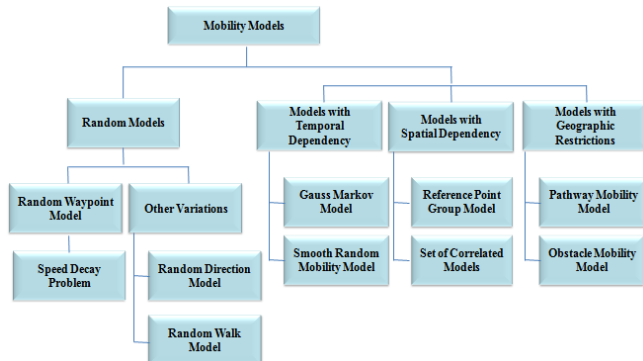 Mobility Models
Random Models
Models with
Temporal
Dependency
Models with
Spatial Dependency
Models with
Geographic
Restrictions
Random Waypoint
Model
Other Variations
Gauss Markov
Model
Reference Point
Group Model
Pathway Mobility
Model
Speed Decay
Problem
Random Direction
Model
Smooth Random
Mobility Model
Set of Correlated
Models
Obstacle Mobility
Model
Random Walk
Model